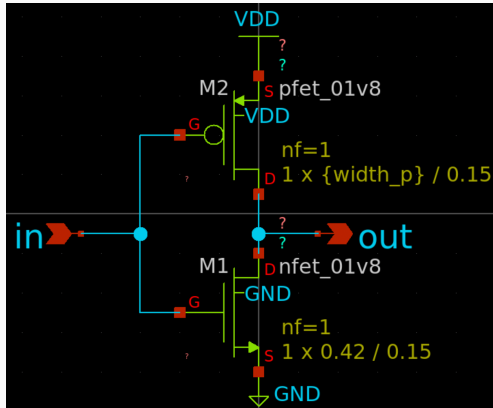 VDD
?
?
M2
S
pfet_01v8
VDD
G
nf=1
?
D
1 x {width_p} / 0.15
?
in
out
?
M1
D
nfet_01v8
GND
G
nf=1
?
S
1 x 0.42 / 0.15
GND